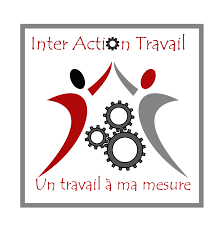 Inter Action Travail
Un travail à ma mesure